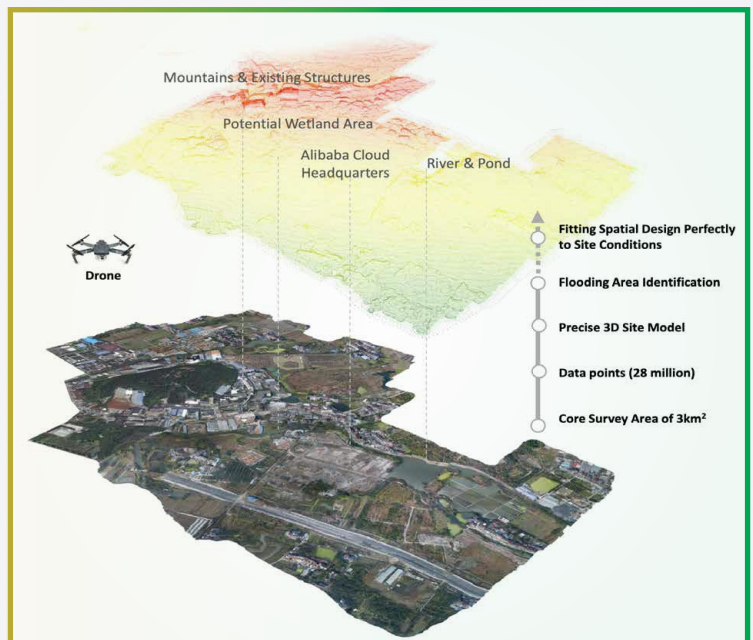 Mountains & Existing Structures
Potential Wetland Area
Alibaba Cloud
Headquarters
River & Pond
Drone
Fitting Spatial Design Perfectly
to Site Conditions
Flooding Area Identification
Precise 3D Site Model
Data points (28 million)
Core Survey Area of 3km²